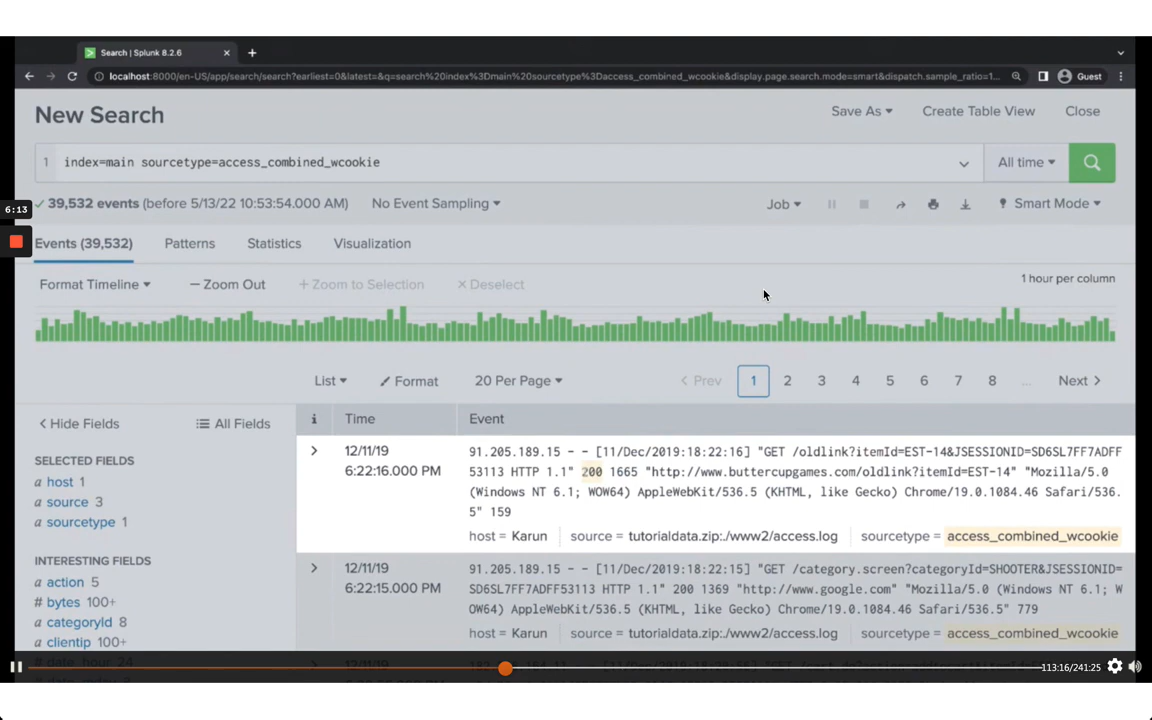 Search | Splunk 8.2.6
localhost:8000/en-US/app/search/search?earliest=0&latest=&q=search%20index%3Dmain%20sourcetype%3Daccess_combined_wcookie&display.page.search.mode=smart&dispatch.sample_ratio=1...
Guest
New Search
Save As
Create Table View
Close
1 index=main sourcetype=access_combined_wcookie
All time
6:13
39,532 events (before 5/13/22 10:53:54.000 AM)
No Event Sampling
Job
Smart Mode
Events (39,532)
Patterns
Statistics
Visualization
Format Timeline
Zoom Out
Zoom to Selection
Deselect
1 hour per column
List
Format
20 Per Page
Prev 1 2 3 4 5 6 7 8 ... Next
Hide Fields
All Fields
i Time Event
SELECTED FIELDS
a host 1
a source 3
a sourcetype 1
INTERESTING FIELDS
a action 5
# bytes 100+
a categoryId 8
a clientip 100+
# date_hour 24
12/11/19
6:22:16.000 PM
91.205.189.15 - - [11/Dec/2019:18:22:16] "GET /oldlink?itemId=EST-14&JSESSIONID=SD6SL7FF7ADFF
53113 HTTP 1.1" 200 1665 "http://www.buttercupgames.com/oldlink?itemId=EST-14" "Mozilla/5.0
(Windows NT 6.1; WOW64) AppleWebKit/536.5 (KHTML, like Gecko) Chrome/19.0.1084.46 Safari/536.
5" 159
host = Karun source = tutorialdata.zip:./www2/access.log sourcetype = access_combined_wcookie
12/11/19
6:22:15.000 PM
91.205.189.15 - - [11/Dec/2019:18:22:15] "GET /category.screen?categoryId=SHOOTER&JSESSIONID=
SD6SL7FF7ADFF53113 HTTP 1.1" 200 1369 "http://www.google.com" "Mozilla/5.0 (Windows NT 6.1; W
OW64) AppleWebKit/536.5 (KHTML, like Gecko) Chrome/19.0.1084.46 Safari/536.5" 779
host = Karun source = tutorialdata.zip:./www2/access.log sourcetype = access_combined_wcookie
113:16/241:25